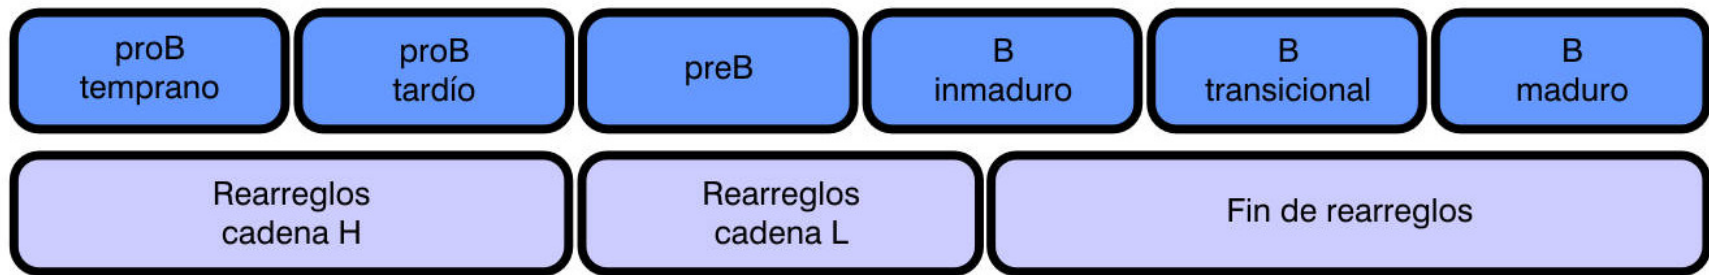 proB
temprano
proB
tardío
preB
B
inmaduro
B
transicional
B
maduro
Rearreglos
cadena H
Rearreglos
cadena L
Fin de rearreglos